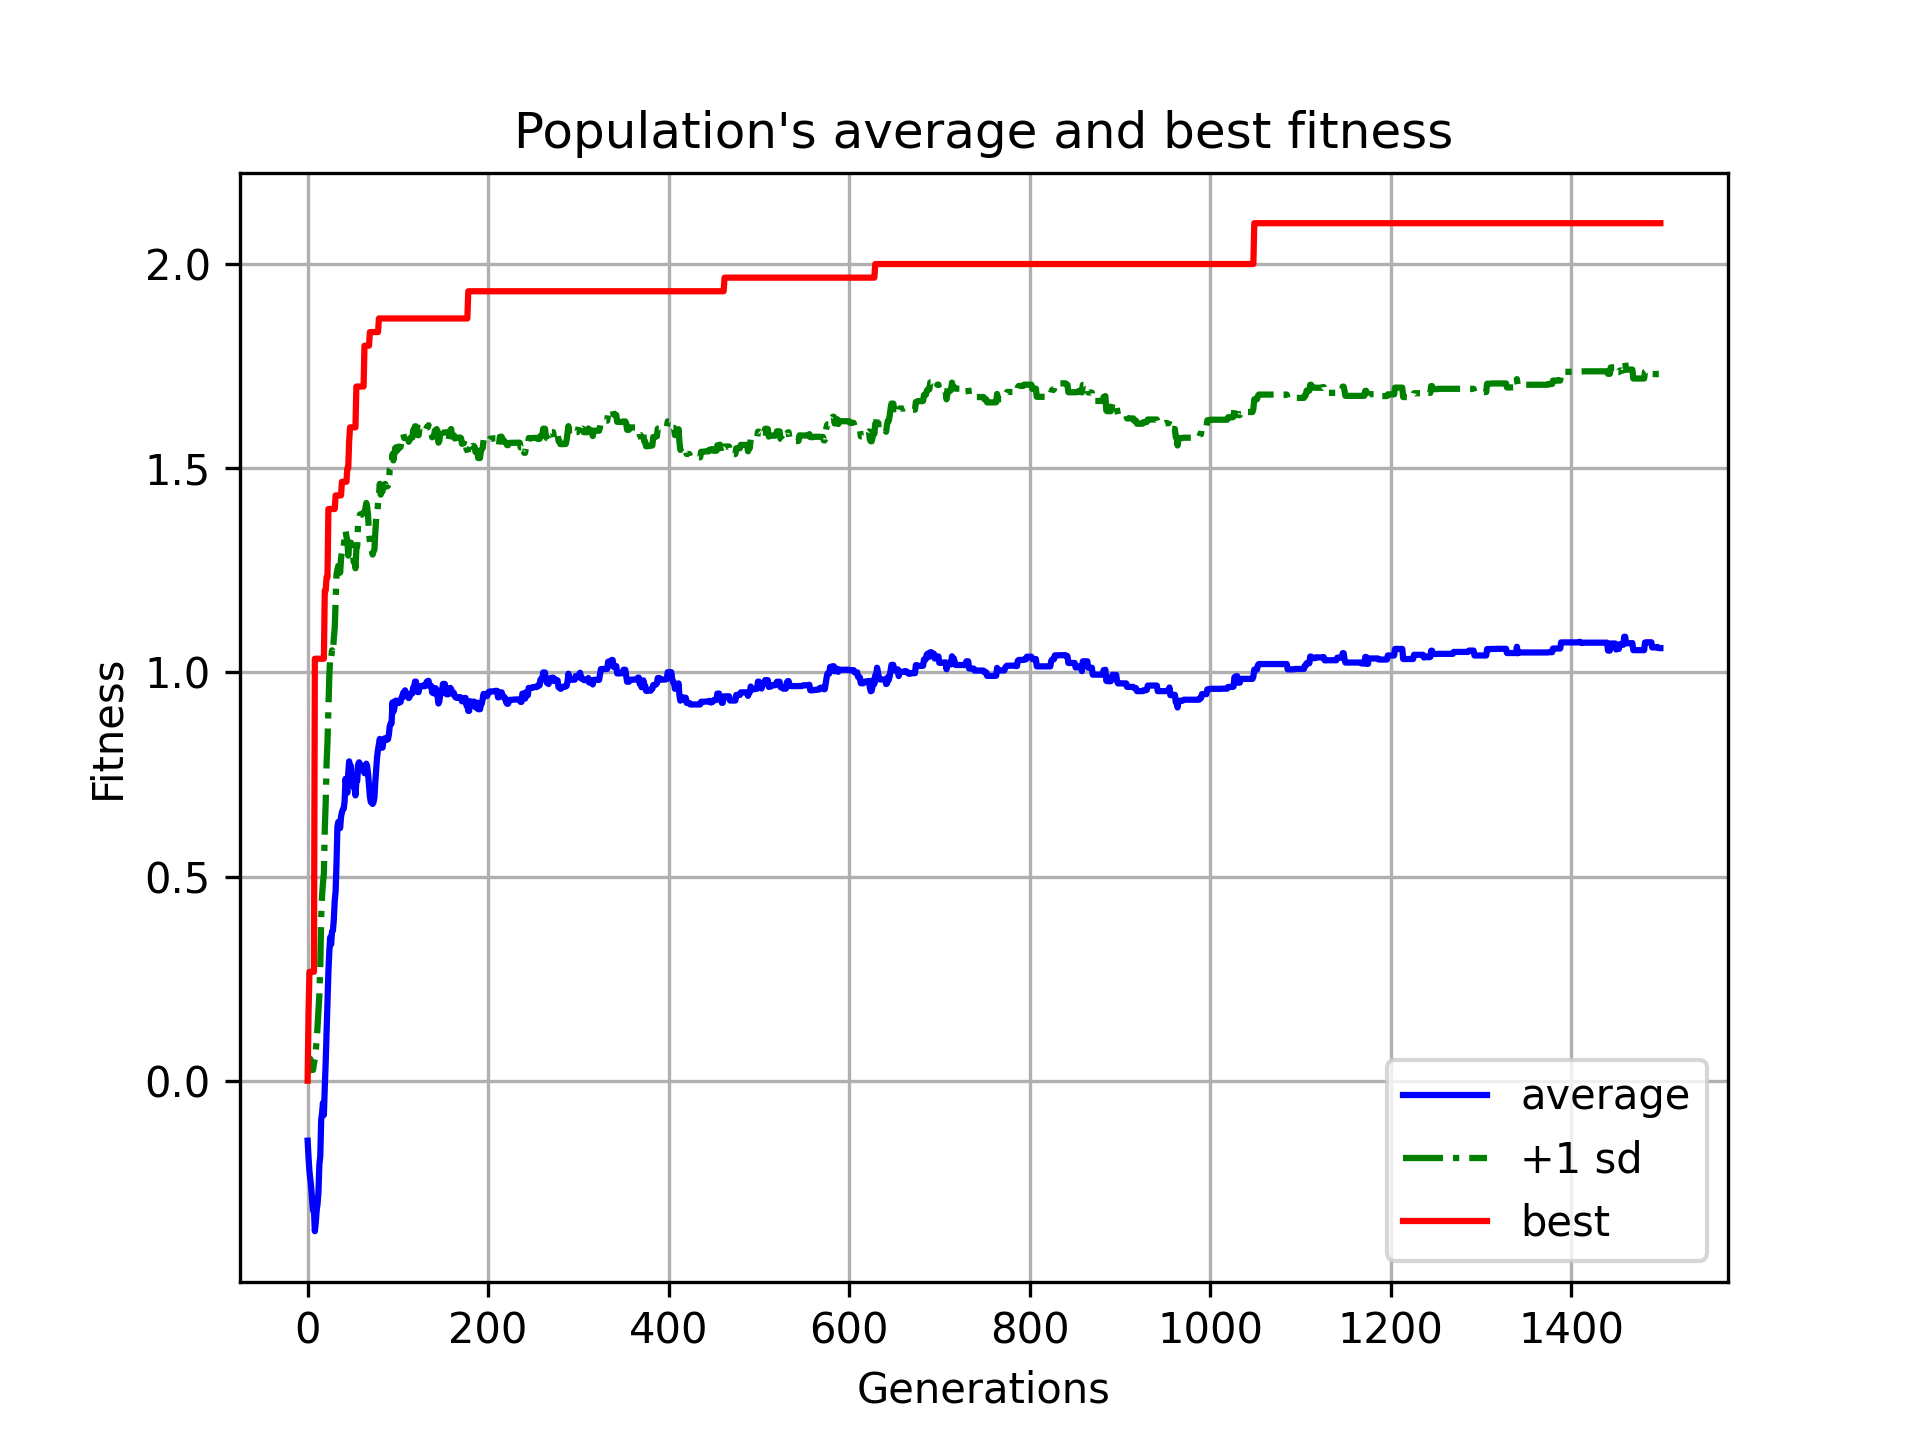 Population's average and best fitness
2.0
1.5
1.0
0.5
0.0
Fitness
average
+1 sd
best
0 200 400 600 800 1000 1200 1400
Generations